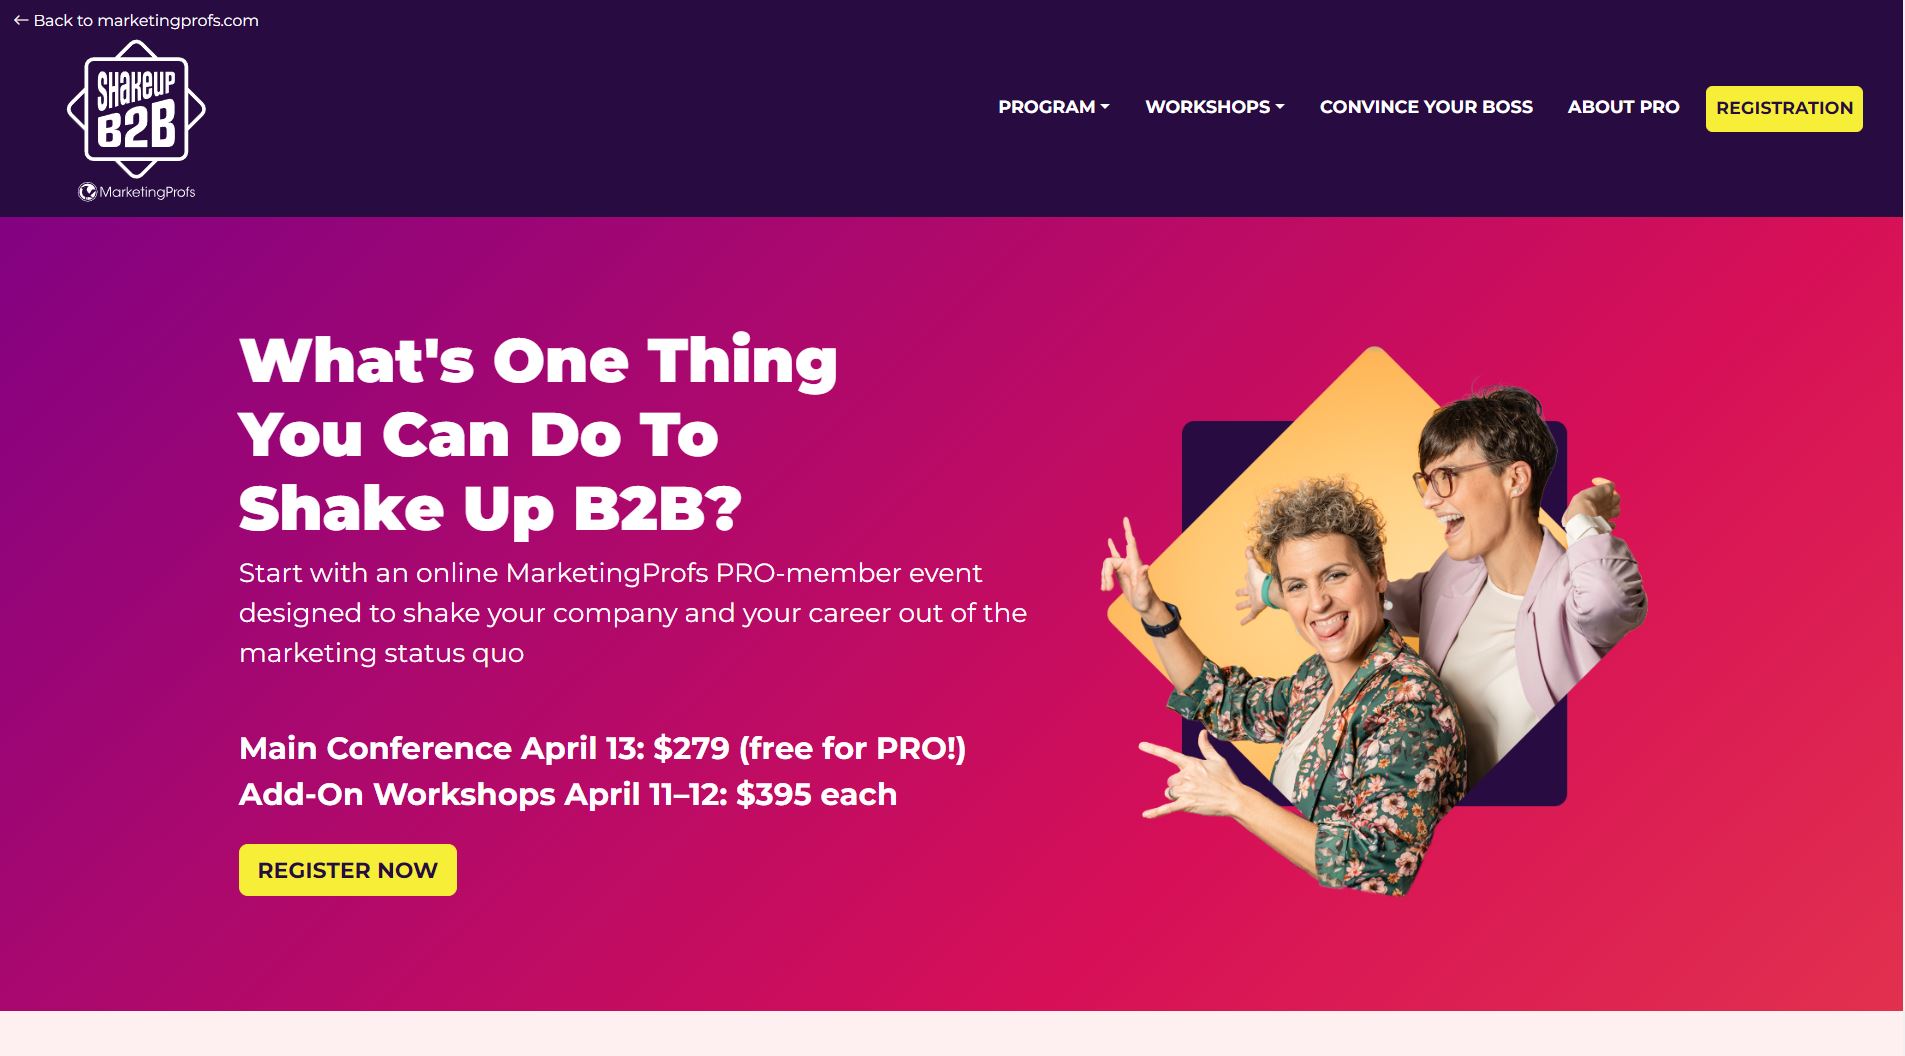 ← Back to marketingprofs.com
SHAKEUP
B2B
MarketingProfs
PROGRAM
WORKSHOPS
CONVINCE YOUR BOSS
ABOUT PRO
REGISTRATION
What's One Thing
You Can Do To
Shake Up B2B?
Start with an online MarketingProfs PRO-member event
designed to shake your company and your career out of the
marketing status quo
Main Conference April 13: $279 (free for PRO!)
Add-On Workshops April 11–12: $395 each
REGISTER NOW